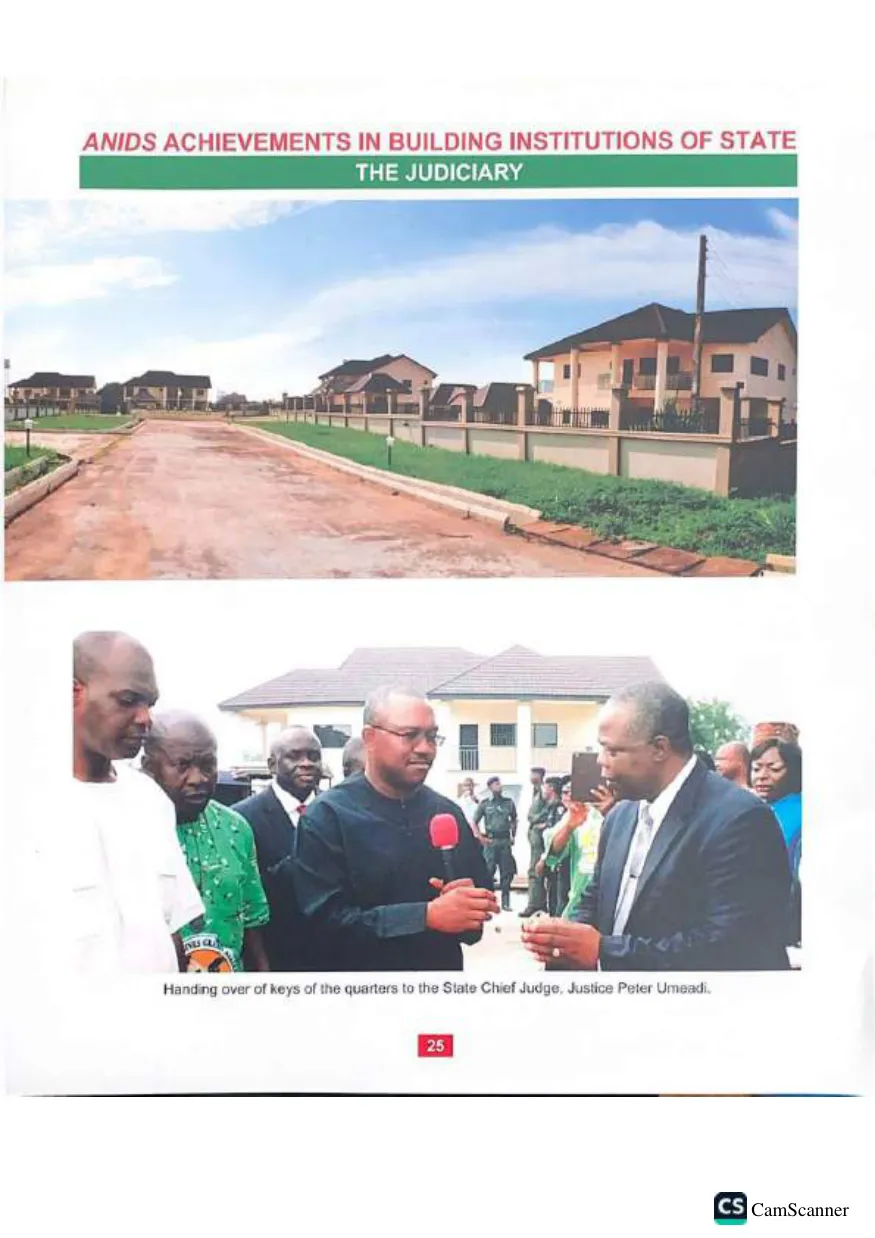 ANIDS ACHIEVEMENTS IN BUILDING INSTITUTIONS OF STATE
THE JUDICIARY
Handing over of keys of the quarters to the State Chief Judge, Justice Peter Umeadi.
25
CS CamScanner